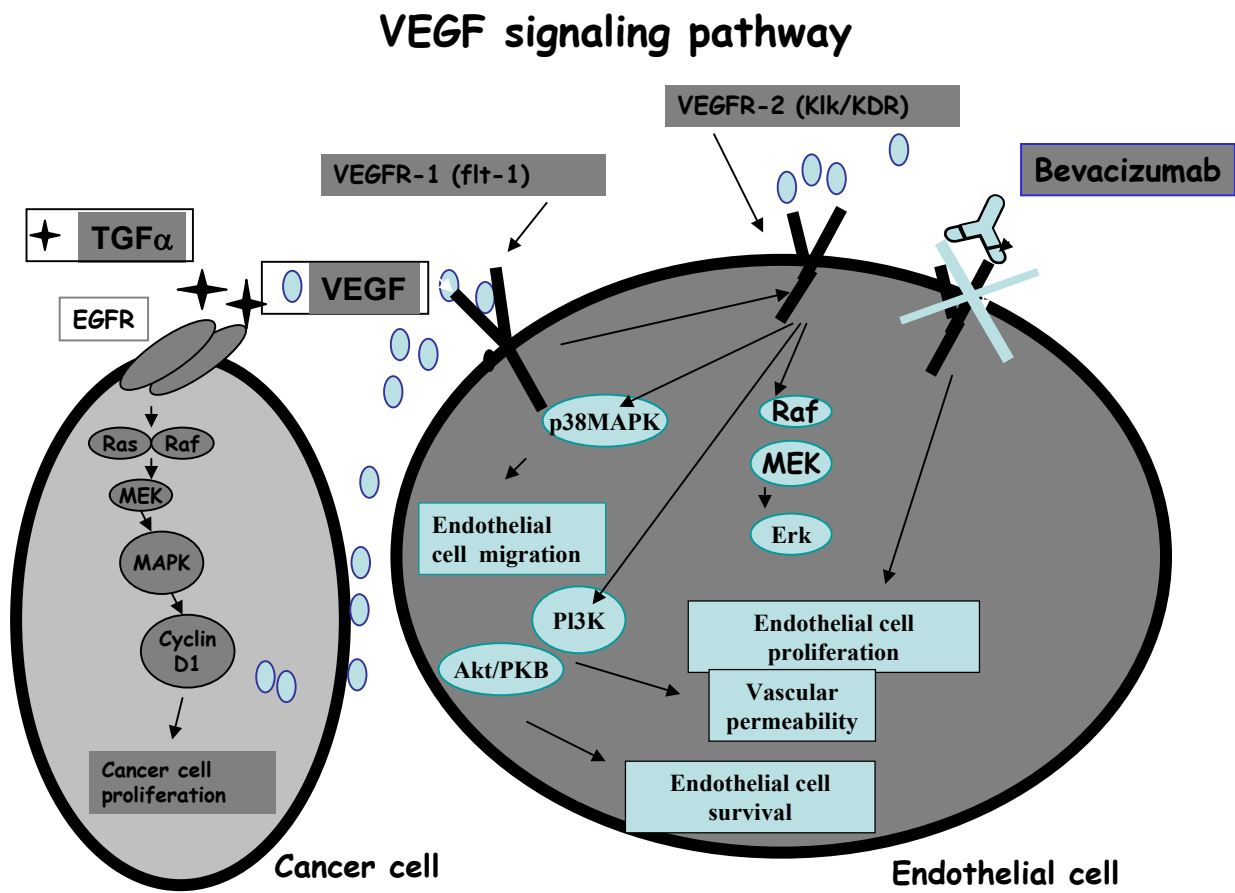 VEGF signaling pathway
VEGFR-2 (Klk/KDR)
VEGFR-1 (flt-1)
Bevacizumab
TGFα
VEGF
EGFR
Ras
Raf
MEK
MAPK
Cyclin
D1
Cancer cell
proliferation
Cancer cell
p38MAPK
Raf
MEK
Erk
Endothelial
cell migration
Pl3K
Akt/PKB
Endothelial cell
proliferation
Vascular
permeability
Endothelial cell
survival
Endothelial cell